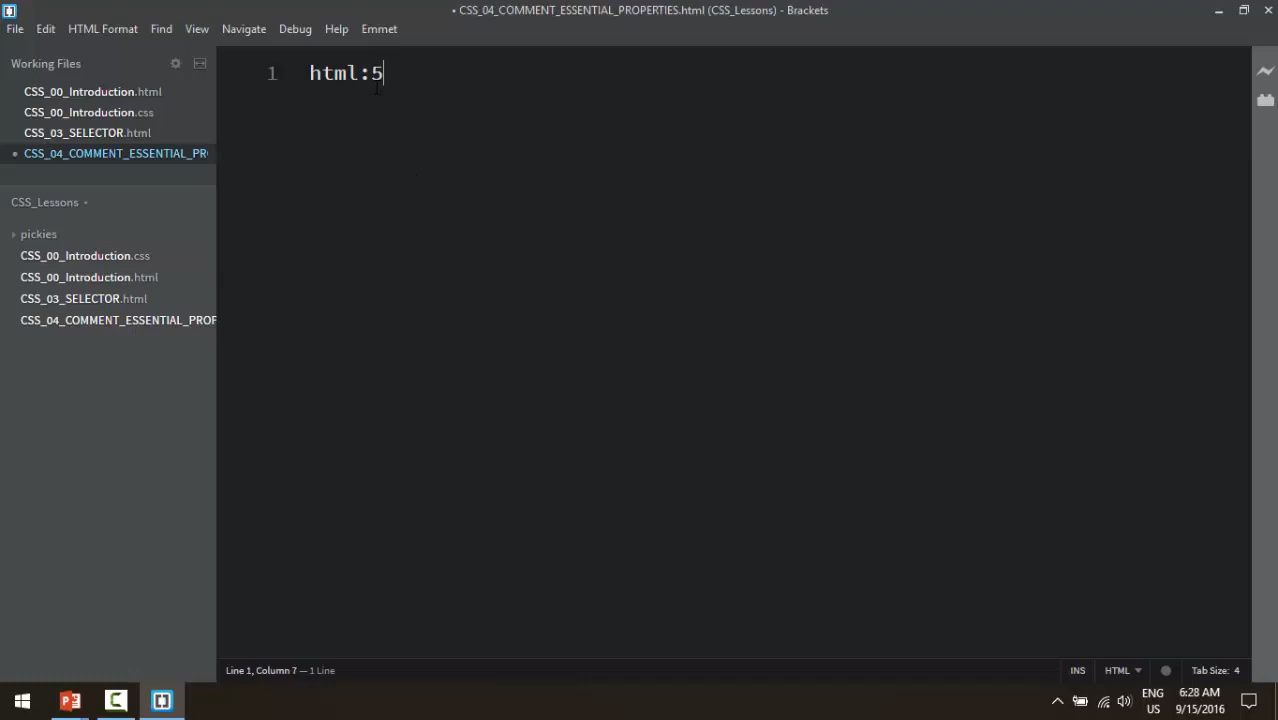 • CSS_04_COMMENT_ESSENTIAL_PROPERTIES.html (CSS_Lessons) - Brackets
File Edit HTML Format Find View Navigate Debug Help Emmet
Working Files
CSS_00_Introduction.html
CSS_00_Introduction.css
CSS_03_SELECTOR.html
CSS_04_COMMENT_ESSENTIAL_PR
CSS_Lessons
pickies
CSS_00_Introduction.css
CSS_00_Introduction.html
CSS_03_SELECTOR.html
CSS_04_COMMENT_ESSENTIAL_PROP
1 html:5
Line 1, Column 7 — 1 Line
INS HTML Tab Size: 4
ENG
US
6:28 AM
9/15/2016